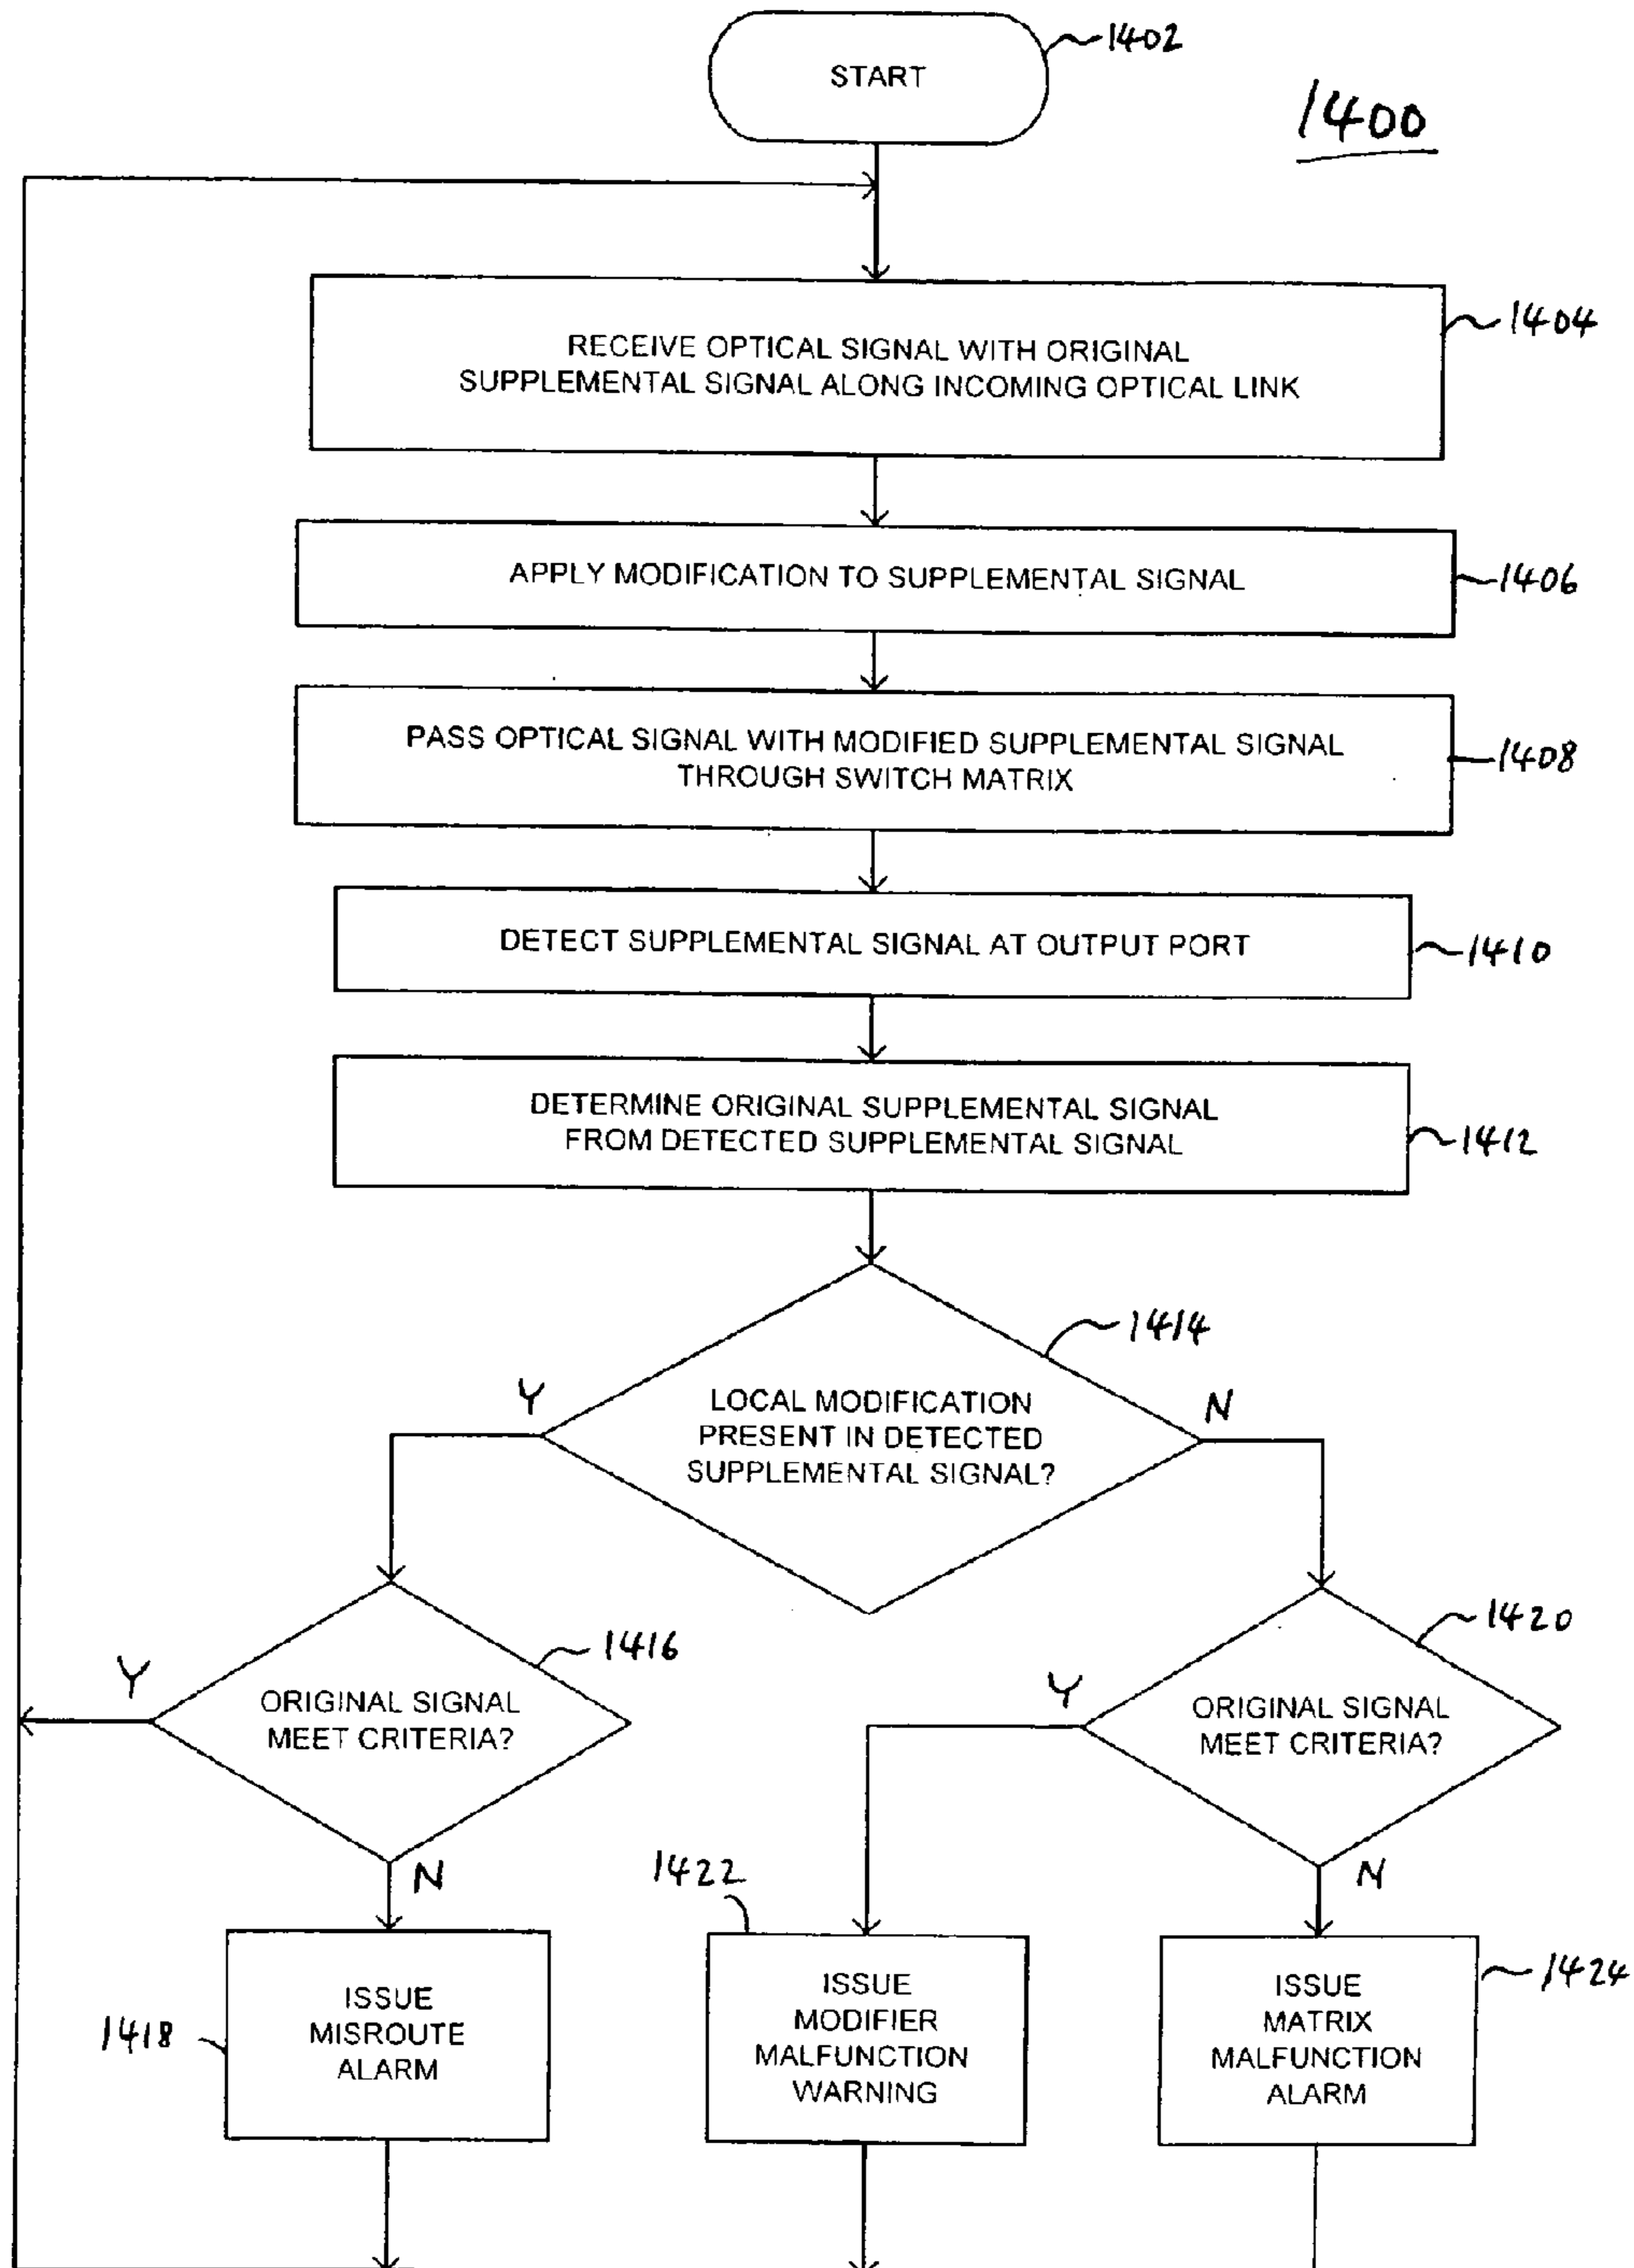 START
1402
1400
RECEIVE OPTICAL SIGNAL WITH ORIGINAL
SUPPLEMENTAL SIGNAL ALONG INCOMING OPTICAL LINK
1404
APPLY MODIFICATION TO SUPPLEMENTAL SIGNAL
1406
PASS OPTICAL SIGNAL WITH MODIFIED SUPPLEMENTAL SIGNAL
THROUGH SWITCH MATRIX
1408
DETECT SUPPLEMENTAL SIGNAL AT OUTPUT PORT
1410
DETERMINE ORIGINAL SUPPLEMENTAL SIGNAL
FROM DETECTED SUPPLEMENTAL SIGNAL
1412
1414
Y
LOCAL MODIFICATION
PRESENT IN DETECTED
SUPPLEMENTAL SIGNAL?
N
1416
Y
ORIGINAL SIGNAL
MEET CRITERIA?
N
1420
Y
ORIGINAL SIGNAL
MEET CRITERIA?
N
1418
ISSUE
MISROUTE
ALARM
1422
ISSUE
MODIFIER
MALFUNCTION
WARNING
ISSUE
MATRIX
MALFUNCTION
ALARM
1424